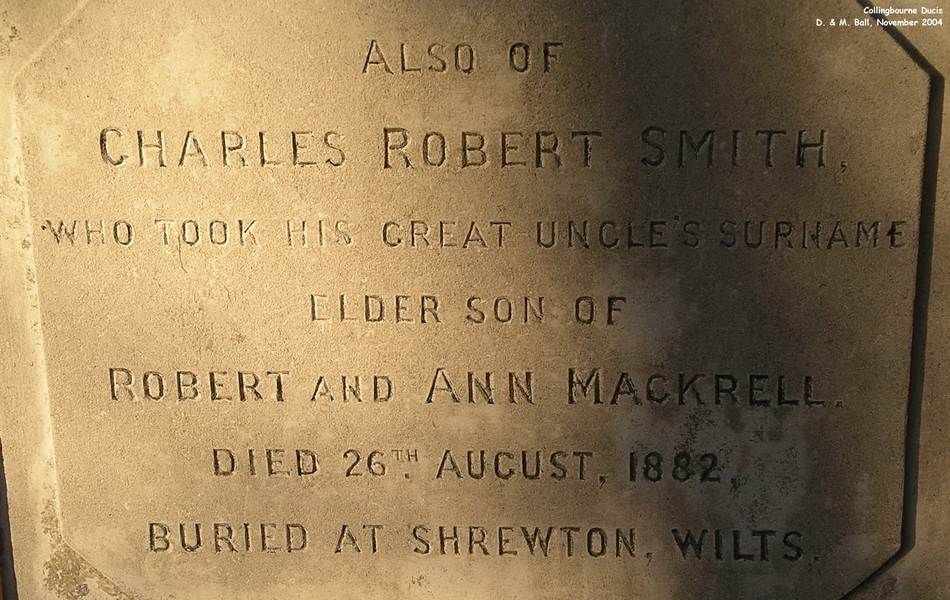 Collingbourne Ducis
D. & M. Ball, November 2004
ALSO OF
CHARLES ROBERT SMITH,
WHO TOOK HIS GREAT UNCLE'S SURNAME
ELDER SON OF
ROBERT AND ANN MACKRELL.
DIED 26TH. AUGUST, 1882,
BURIED AT SHREWTON, WILTS.